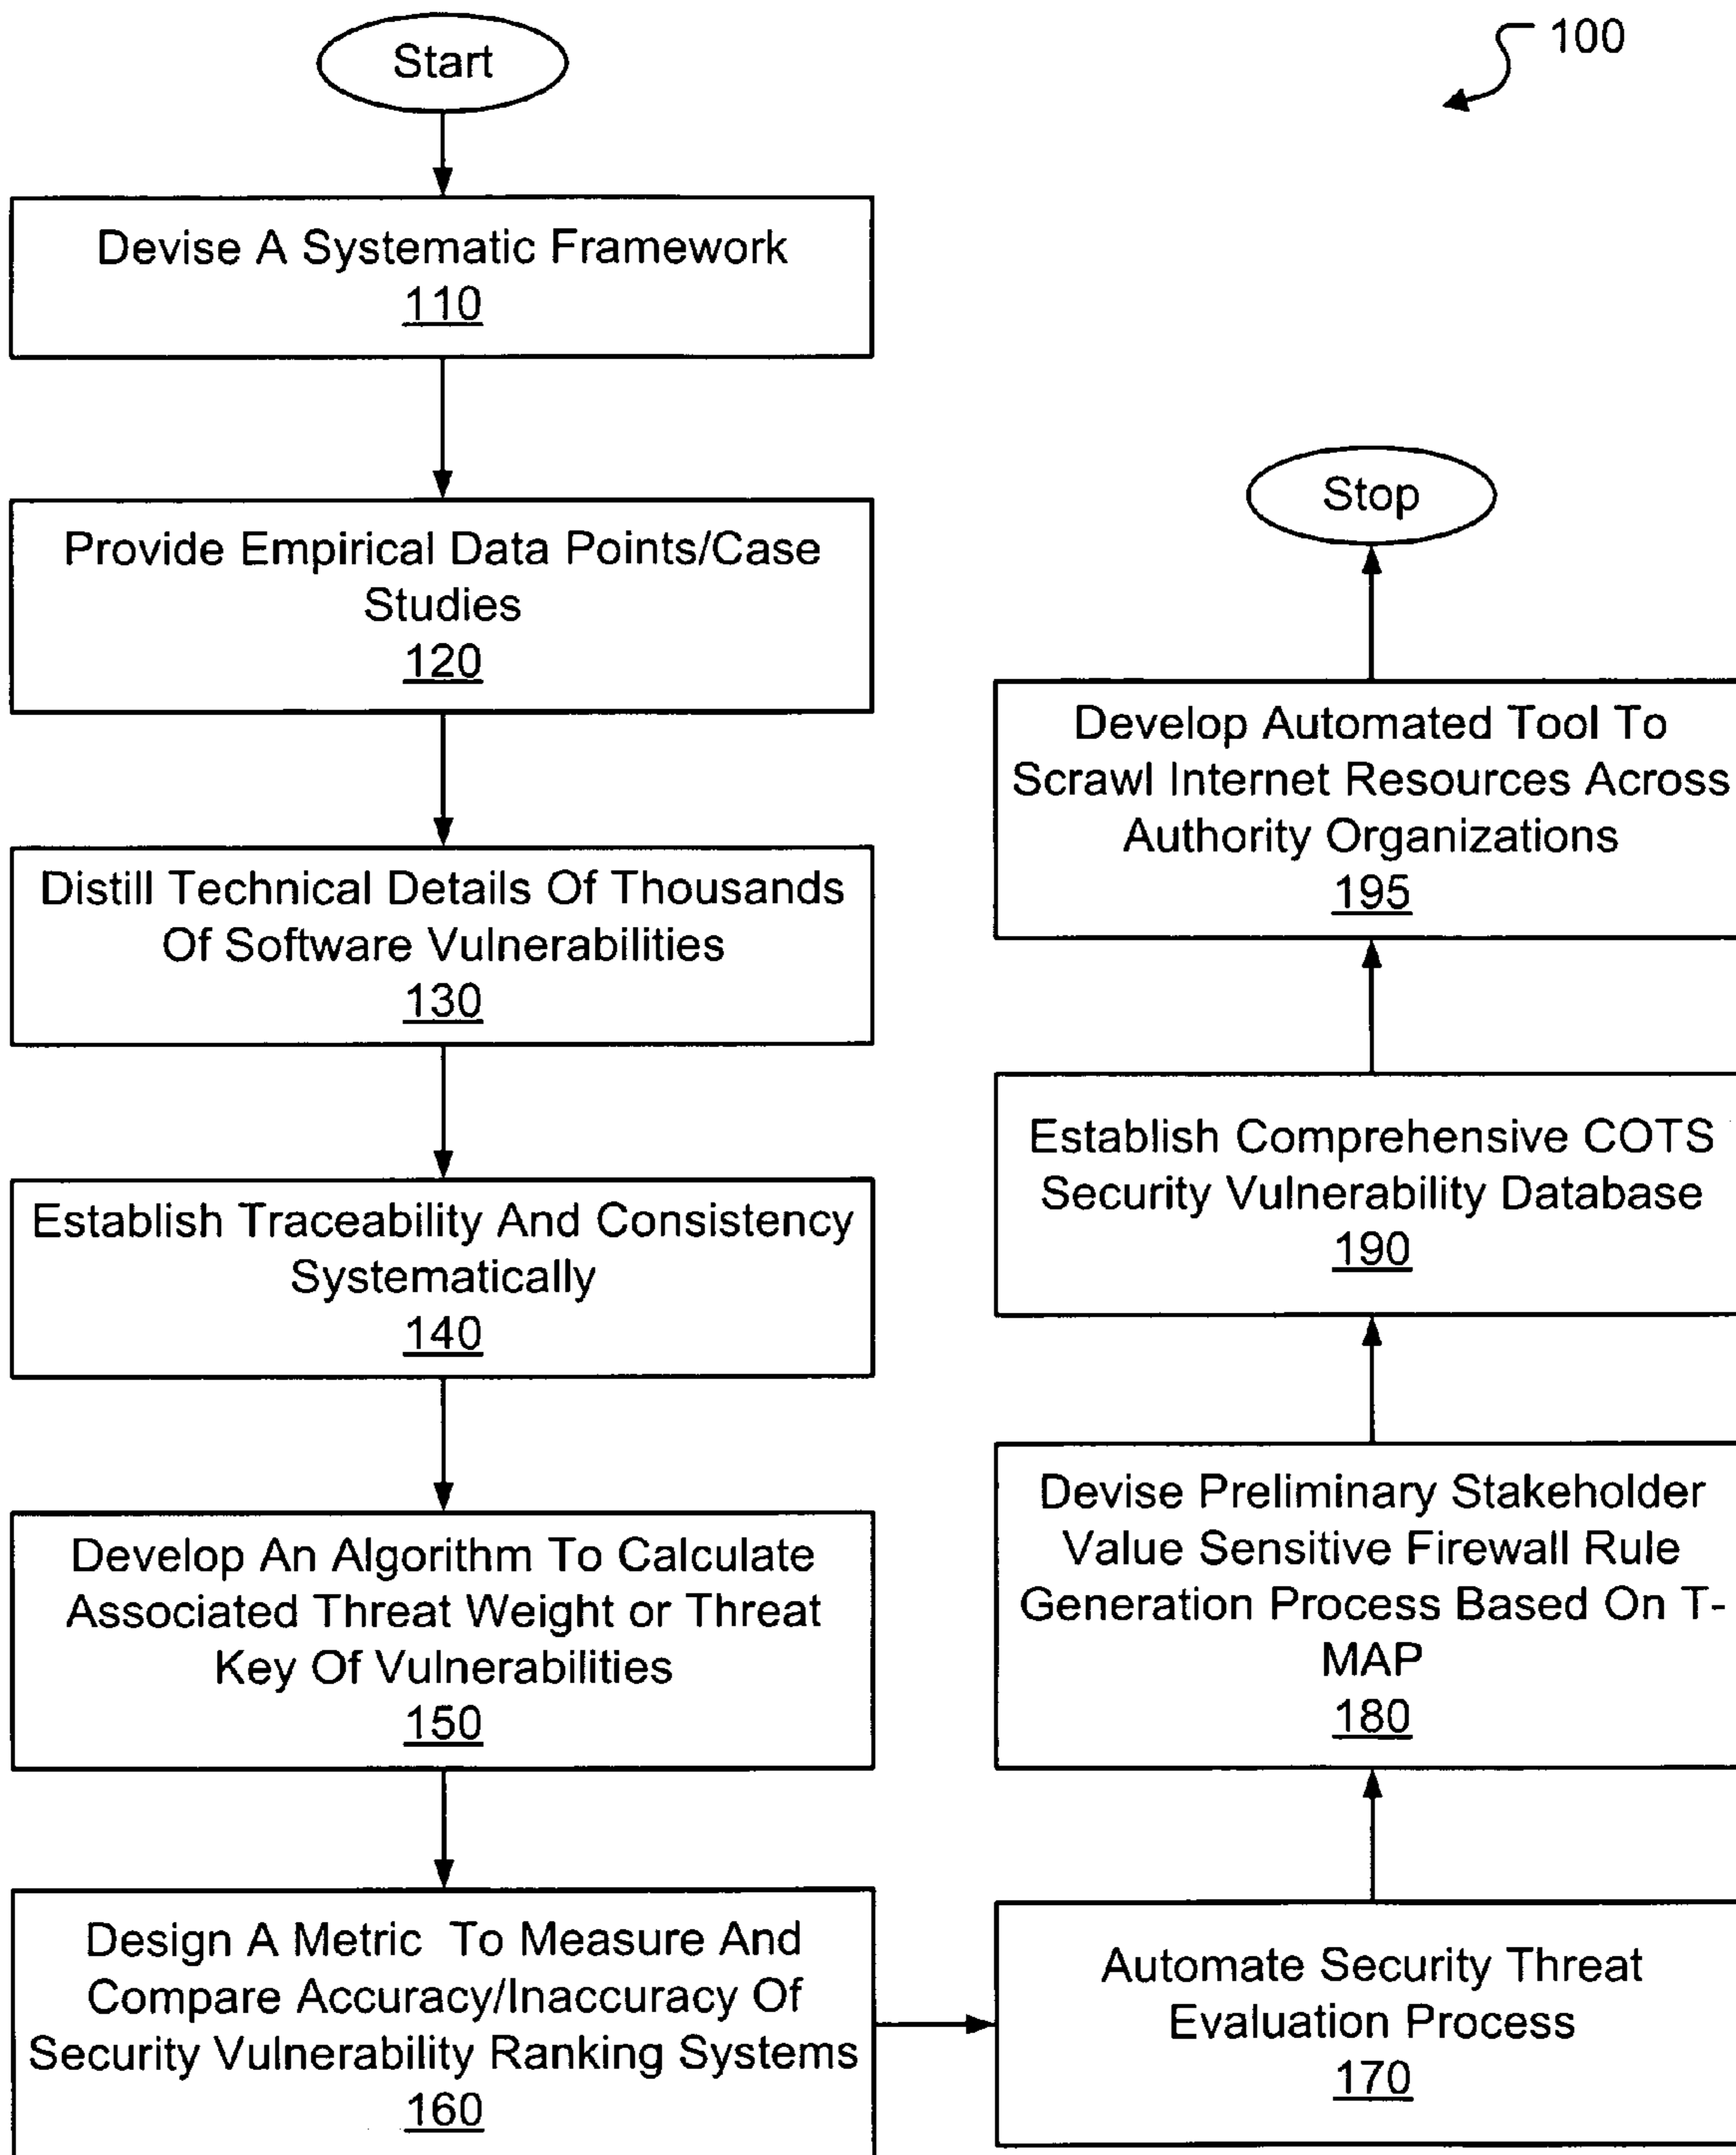 Start
100
Devise A Systematic Framework
110
Provide Empirical Data Points/Case
Studies
120
Distill Technical Details Of Thousands
Of Software Vulnerabilities
130
Establish Traceability And Consistency
Systematically
140
Develop An Algorithm To Calculate
Associated Threat Weight or Threat
Key Of Vulnerabilities
150
Design A Metric To Measure And
Compare Accuracy/Inaccuracy Of
Security Vulnerability Ranking Systems
160
Automate Security Threat
Evaluation Process
170
Devise Preliminary Stakeholder
Value Sensitive Firewall Rule
Generation Process Based On T-
MAP
180
Establish Comprehensive COTS
Security Vulnerability Database
190
Develop Automated Tool To
Scrawl Internet Resources Across
Authority Organizations
195
Stop